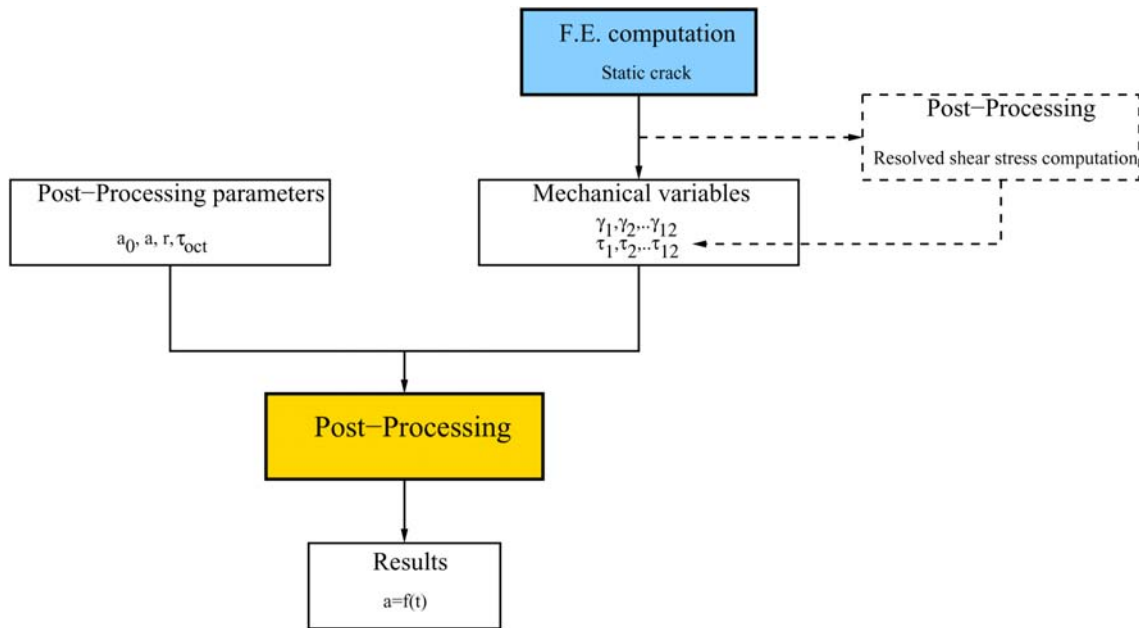 F.E. computation
Static crack
Post−Processing
Resolved shear stress computation
Post−Processing parameters
a₀, a, r, τ_oct
Mechanical variables
γ₁,γ₂,..γ₁₂
τ₁,τ₂,..τ₁₂
Post−Processing
Results
a=f(t)